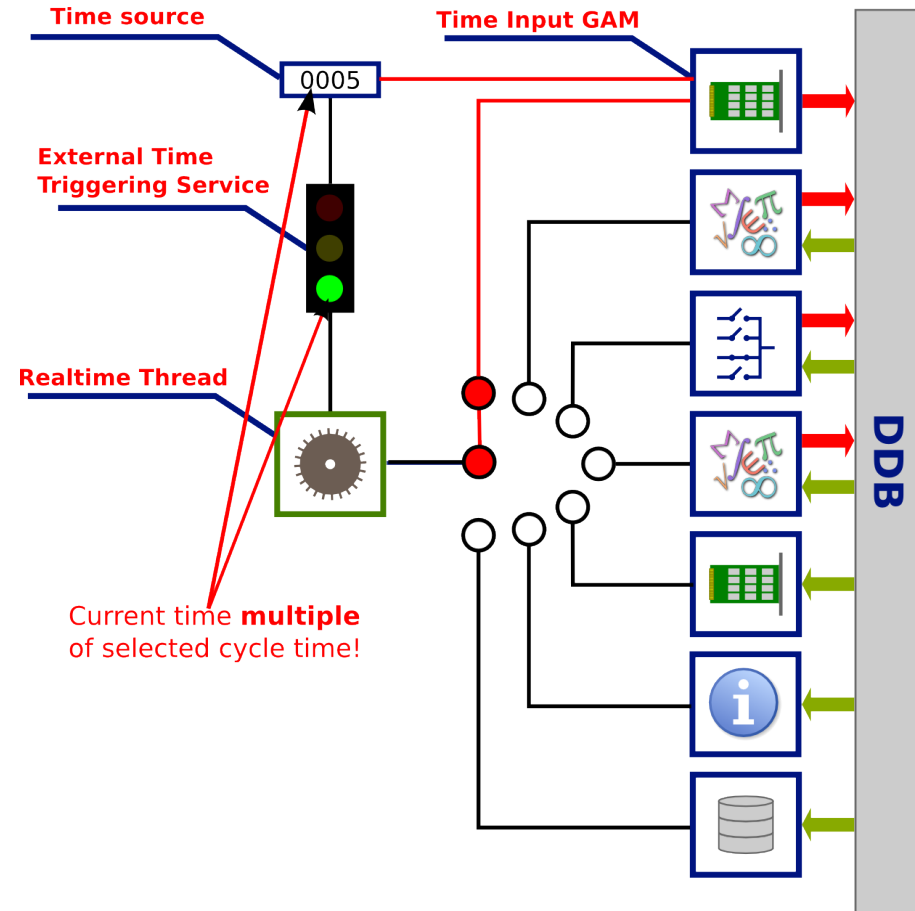 Time source
Time Input GAM
0005
External Time
Triggering Service
Realtime Thread
DDB
Current time multiple
of selected cycle time!